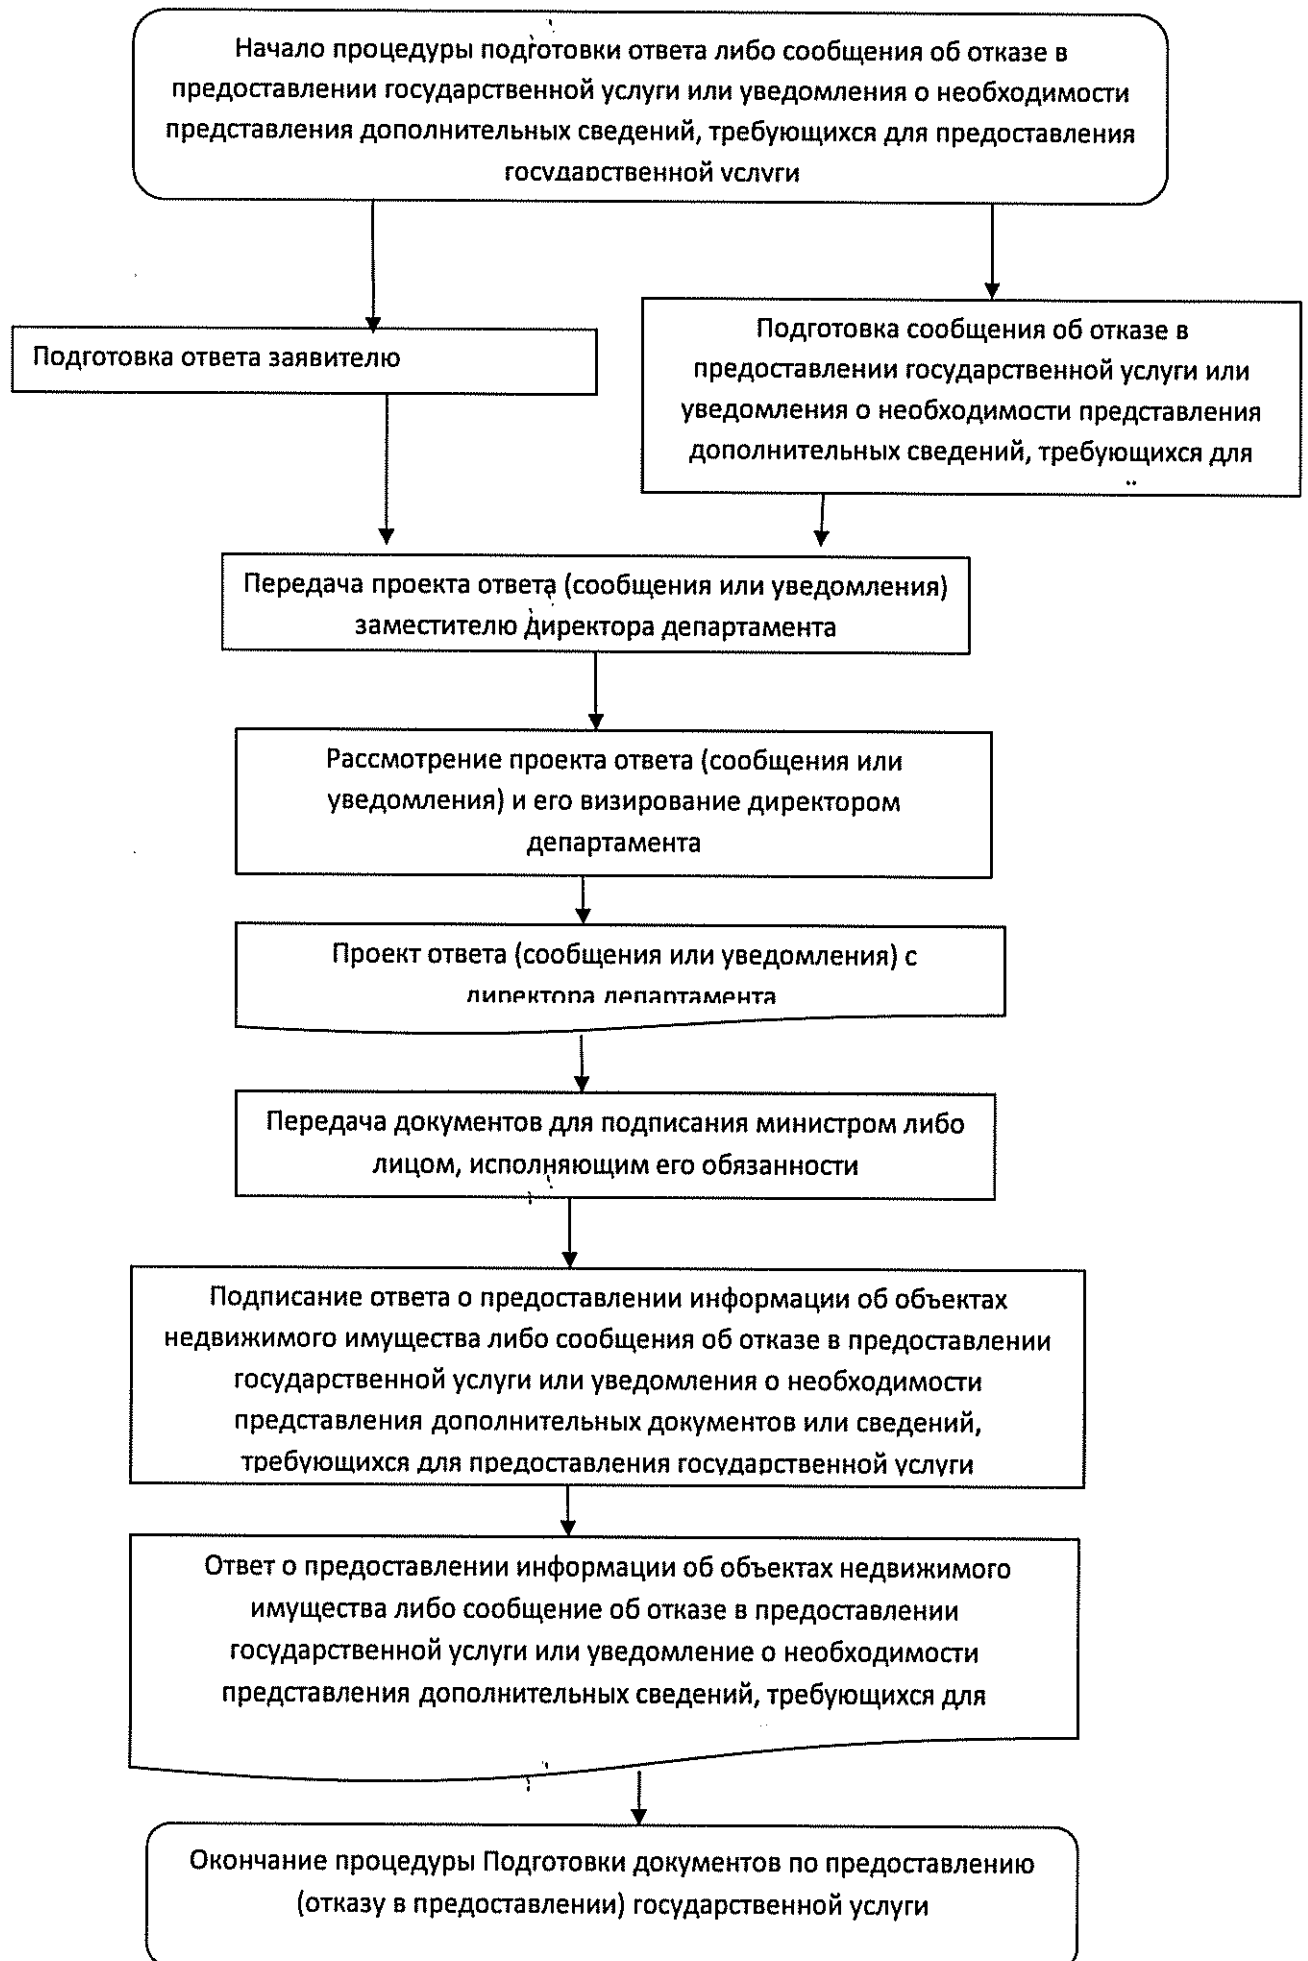 Начало процедуры подготовки ответа либо сообщения об отказе в
предоставлении государственной услуги или уведомления о необходимости
представления дополнительных сведений, требующихся для предоставления
государственной услуги
Подготовка ответа заявителю
Подготовка сообщения об отказе в
предоставлении государственной услуги или
уведомления о необходимости представления
дополнительных сведений, требующихся для
Передача проекта ответа (сообщения или уведомления)
заместителю директора департамента
Рассмотрение проекта ответа (сообщения или
уведомления) и его визирование директором
департамента
Проект ответа (сообщения или уведомления) с
директора департамента
Передача документов для подписания министром либо
лицом, исполняющим его обязанности
Подписание ответа о предоставлении информации об объектах
недвижимого имущества либо сообщения об отказе в предоставлении
государственной услуги или уведомления о необходимости
представления дополнительных документов или сведений,
требующихся для предоставления государственной услуги
Ответ о предоставлении информации об объектах недвижимого
имущества либо сообщение об отказе в предоставлении
государственной услуги или уведомление о необходимости
представления дополнительных сведений, требующихся для
Окончание процедуры Подготовки документов по предоставлению
(отказу в предоставлении) государственной услуги